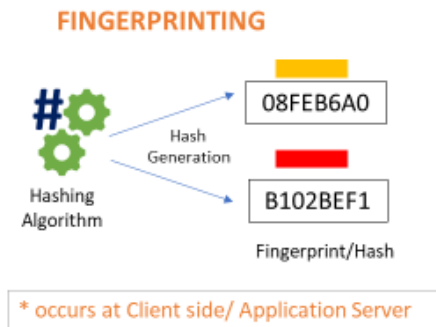 FINGERPRINTING
#
08FEB6A0
Hash
Generation
Hashing
Algorithm
B102BEF1
Fingerprint/Hash
* occurs at Client side/ Application Server